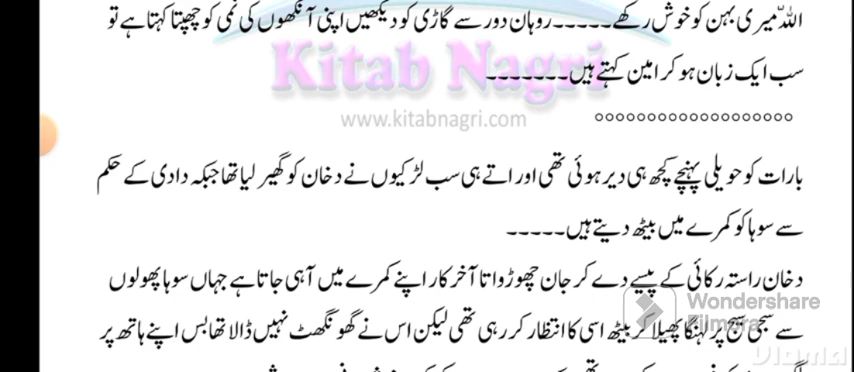 اللہ میری بہن کو خوش رکھے۔۔۔۔۔ روہان دور سے گاڑی کو دیکھیں اپنی آنکھوں کی نمی کو چھپتا کہتا ہے تو
سب ایک زبان ہو کر امین کہتے ہیں۔۔۔۔۔۔۔
Kitab Nagri
www.kitabnagri.com
○○○○○○○○○○○○○○○○○○○
بارات کو حویلی پہنچے کچھ ہی دیر ہوئی تھی اور اتے ہی سب لڑکیوں نے دخان کو گھیر لیا تھا جبکہ دادی کے حکم
سے سوہا کو کمرے میں بیٹھ دیتے ہیں۔۔۔۔۔
دخان راستہ رکائی کے پیسے دے کر جان چھوڑواتا آخر کار اپنے کمرے میں آہی جاتا ہے جہاں سوہا پھولوں
سے سجی سیج پر لہنگا پھیلا کر بیٹھ اسی کا انتظار کر رہی تھی لیکن اس نے گھونگھٹ نہیں ڈالا تھا بس اپنے ہاتھ پر
Wondershare
Filmora